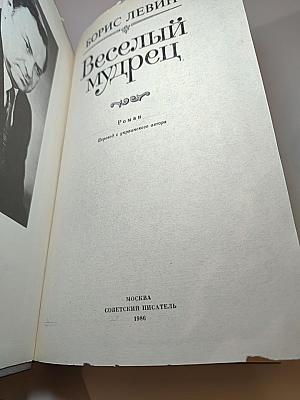 БОРИС ЛЕВИН
Веселый
мудрец
Роман
Перевод с украинского автора
МОСКВА
СОВЕТСКИЙ ПИСАТЕЛЬ
1986